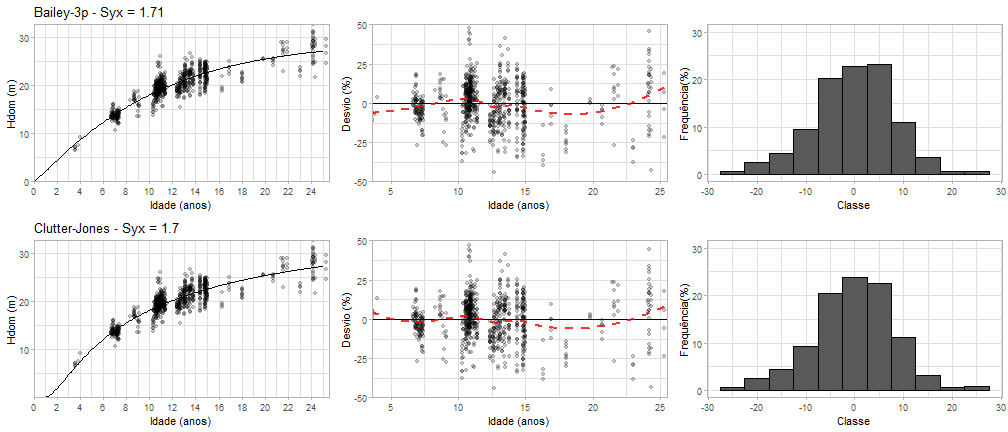 Bailey-3p - Syx = 1.71
30
20
10
0
Hdom (m)
0 2 4 6 8 10 12 14 16 18 20 22 24
Idade (anos)
50
25
0
-25
-50
Desvio (%)
5 10 15 20 25
Idade (anos)
30
20
10
0
Frequência(%)
-30 -20 -10 0 10 20 30
Classe
Clutter-Jones - Syx = 1.7
30
20
10
Hdom (m)
0 2 4 6 8 10 12 14 16 18 20 22 24
Idade (anos)
50
25
0
-25
-50
Desvio (%)
5 10 15 20 25
Idade (anos)
30
20
10
0
Frequência(%)
-30 -20 -10 0 10 20 30
Classe